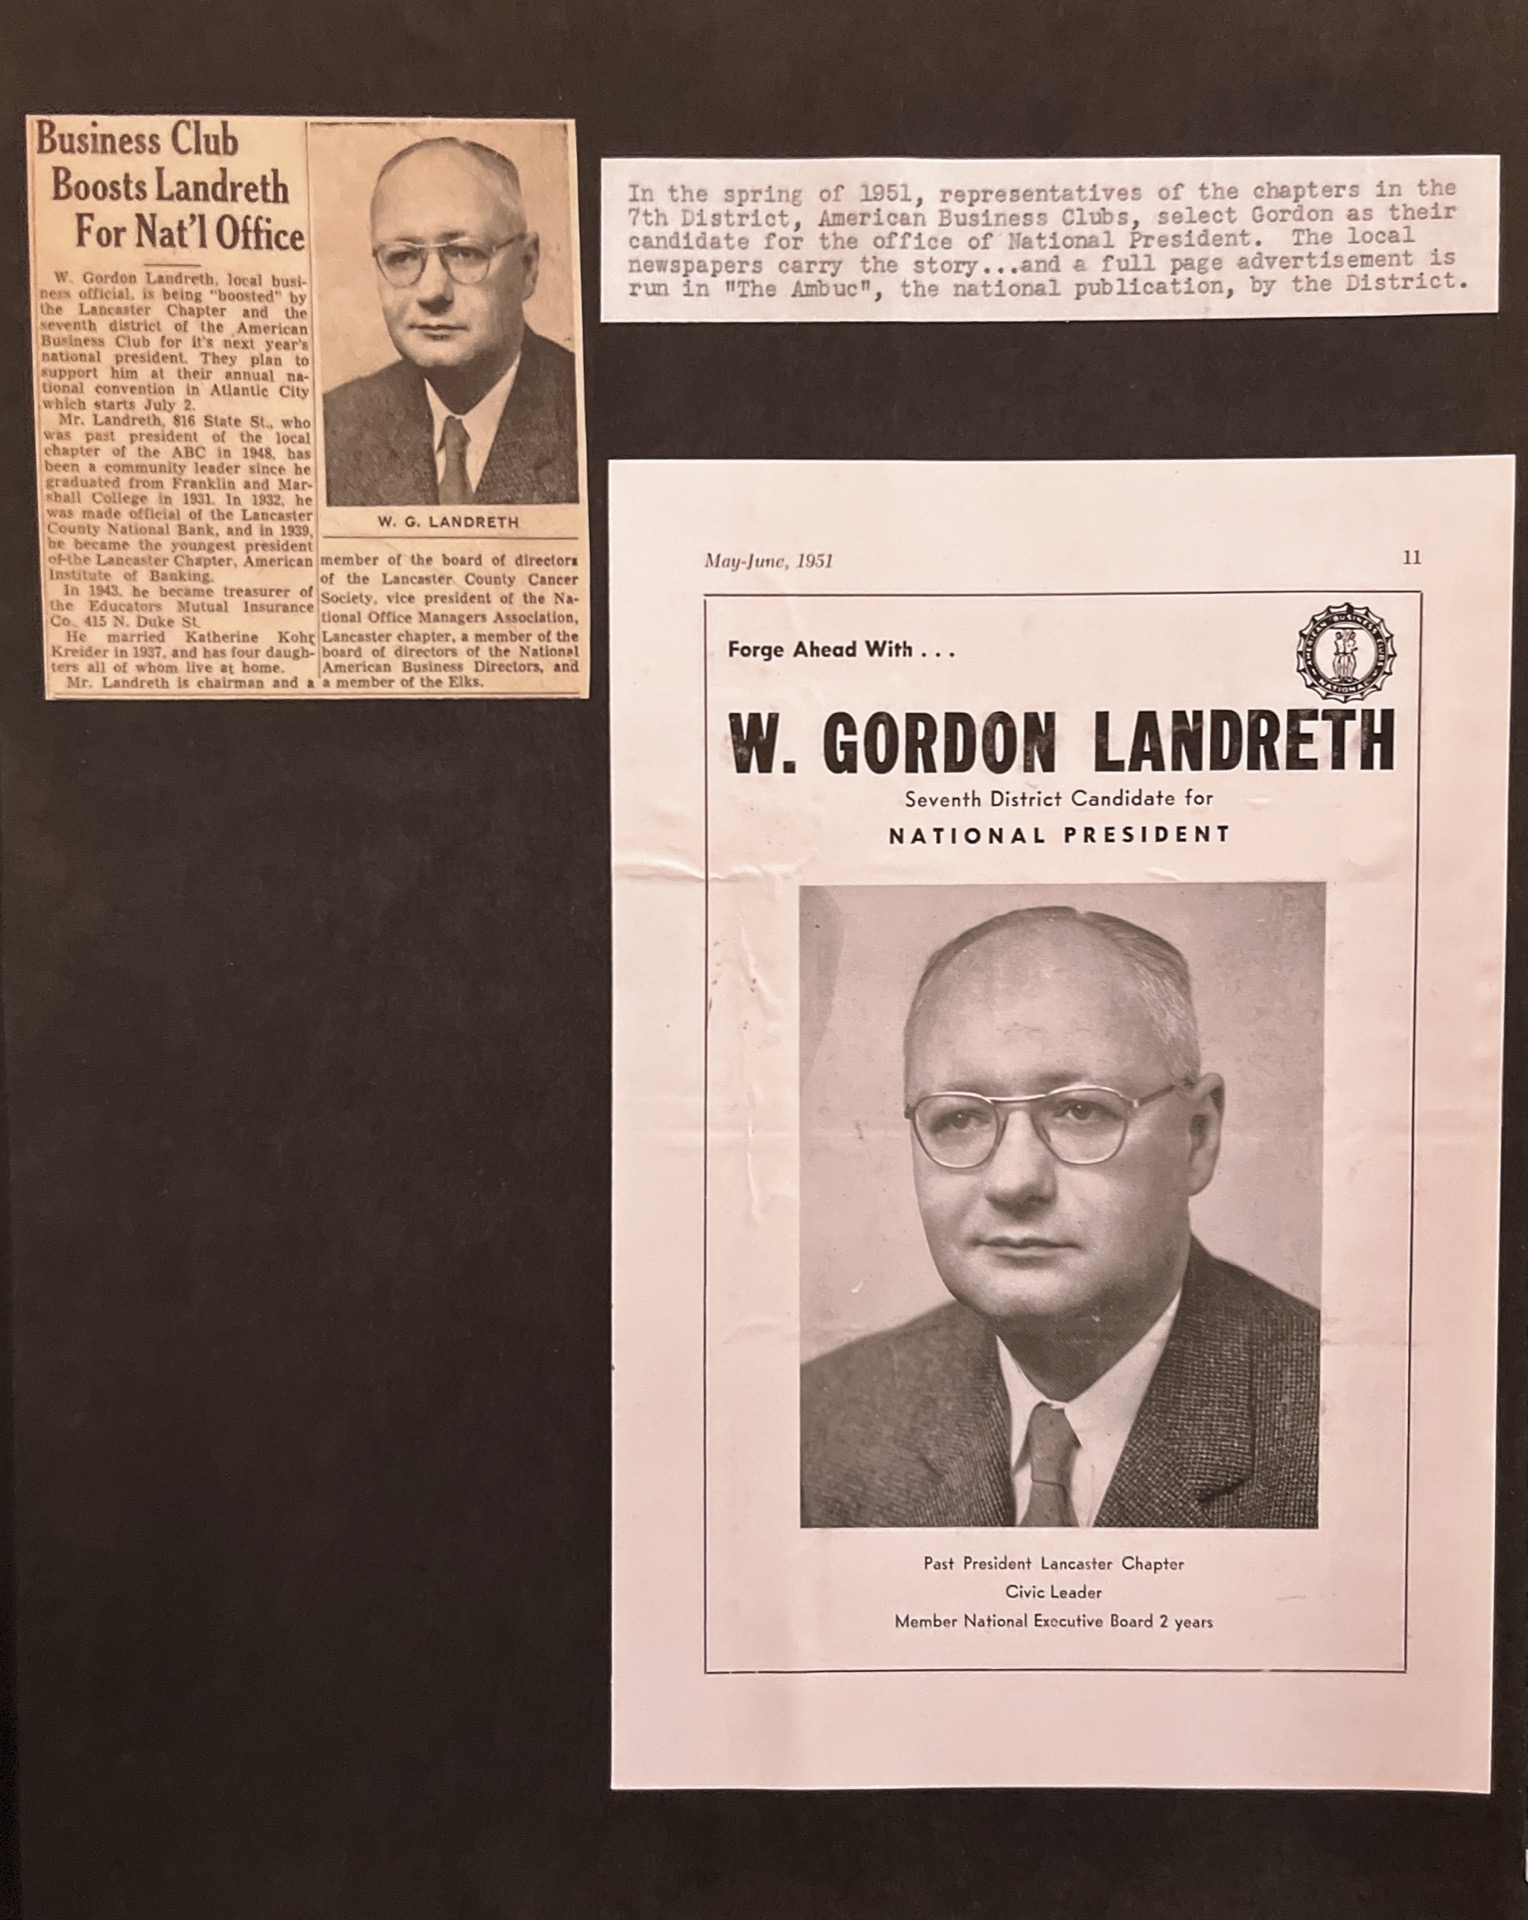 Business Club
Boosts Landreth
For Nat'l Office
W. Gordon Landreth, local busi-
ness official, is being "boosted" by
the Lancaster Chapter and the
seventh district of the American
Business Club for it's next year's
national president. They plan to
support him at their annual na-
tional convention in Atlantic City
which starts July 2.
Mr. Landreth, 816 State St., who
was past president of the local
chapter of the ABC in 1948, has
been a community leader since he
graduated from Franklin and Mar-
shall College in 1931. In 1932, he
was made official of the Lancaster
County National Bank, and in 1939,
he became the youngest president
of the Lancaster Chapter, American
Institute of Banking.
In 1943, he became treasurer of
the Educators Mutual Insurance
Co., 415 N. Duke St.
He married Katherine Kohr
Kreider in 1937, and has four daugh-
ters all of whom live at home.
Mr. Landreth is chairman and a
W. G. LANDRETH
member of the board of directors
of the Lancaster County Cancer
Society, vice president of the Na-
tional Office Managers Association,
Lancaster chapter, a member of the
board of directors of the National
American Business Directors, and
a member of the Elks.
In the spring of 1951, representatives of the chapters in the
7th District, American Business Clubs, select Gordon as their
candidate for the office of National President. The local
newspapers carry the story...and a full page advertisement is
run in "The Ambuc", the national publication, by the District.
May-June, 1951
11
Forge Ahead With . . .
AMERICAN BUSINESS CLUBS
NATIONAL
W. GORDON LANDRETH
Seventh District Candidate for
NATIONAL PRESIDENT
Past President Lancaster Chapter
Civic Leader
Member National Executive Board 2 years